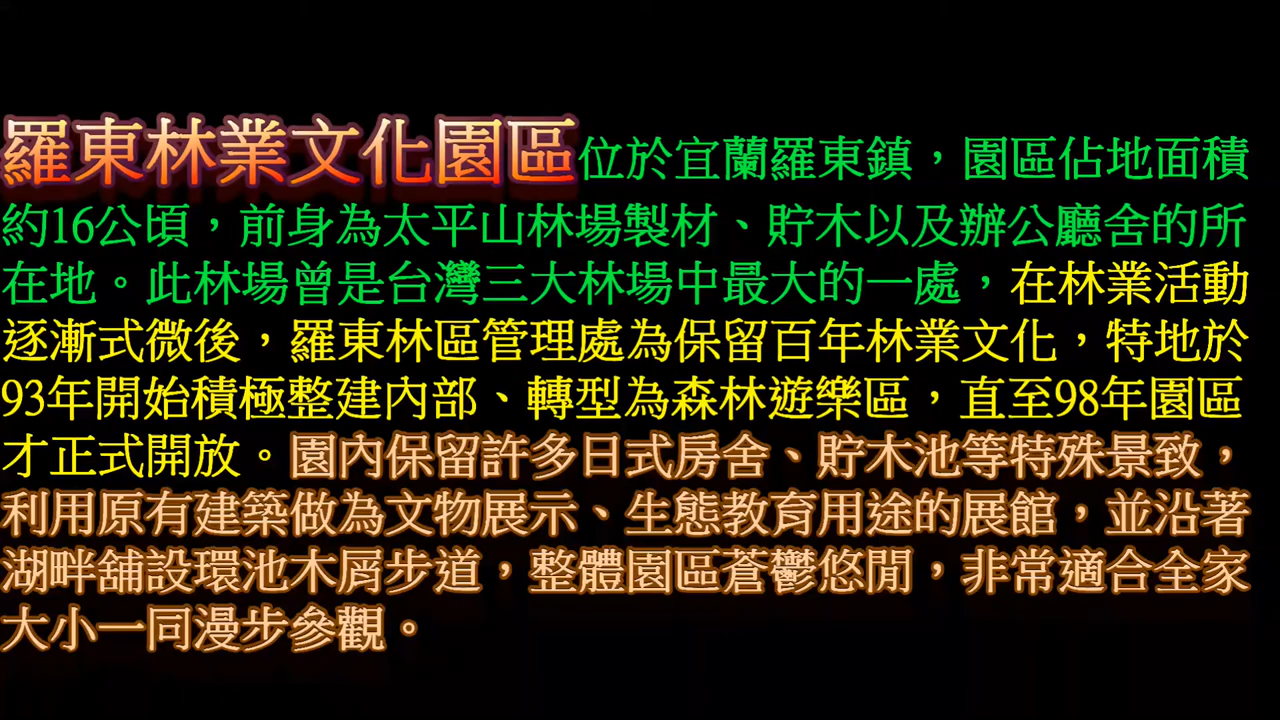 羅東林業文化園區位於宜蘭羅東鎮，園區佔地面積
約16公頃，前身為太平山林場製材、貯木以及辦公廳舍的所
在地。此林場曾是台灣三大林場中最大的一處，在林業活動
逐漸式微後，羅東林區管理處為保留百年林業文化，特地於
93年開始積極整建內部、轉型為森林遊樂區，直至98年園區
才正式開放。園內保留許多日式房舍、貯木池等特殊景致，
利用原有建築做為文物展示、生態教育用途的展館，並沿著
湖畔舖設環池木屑步道，整體園區蒼鬱悠閒，非常適合全家
大小一同漫步參觀。